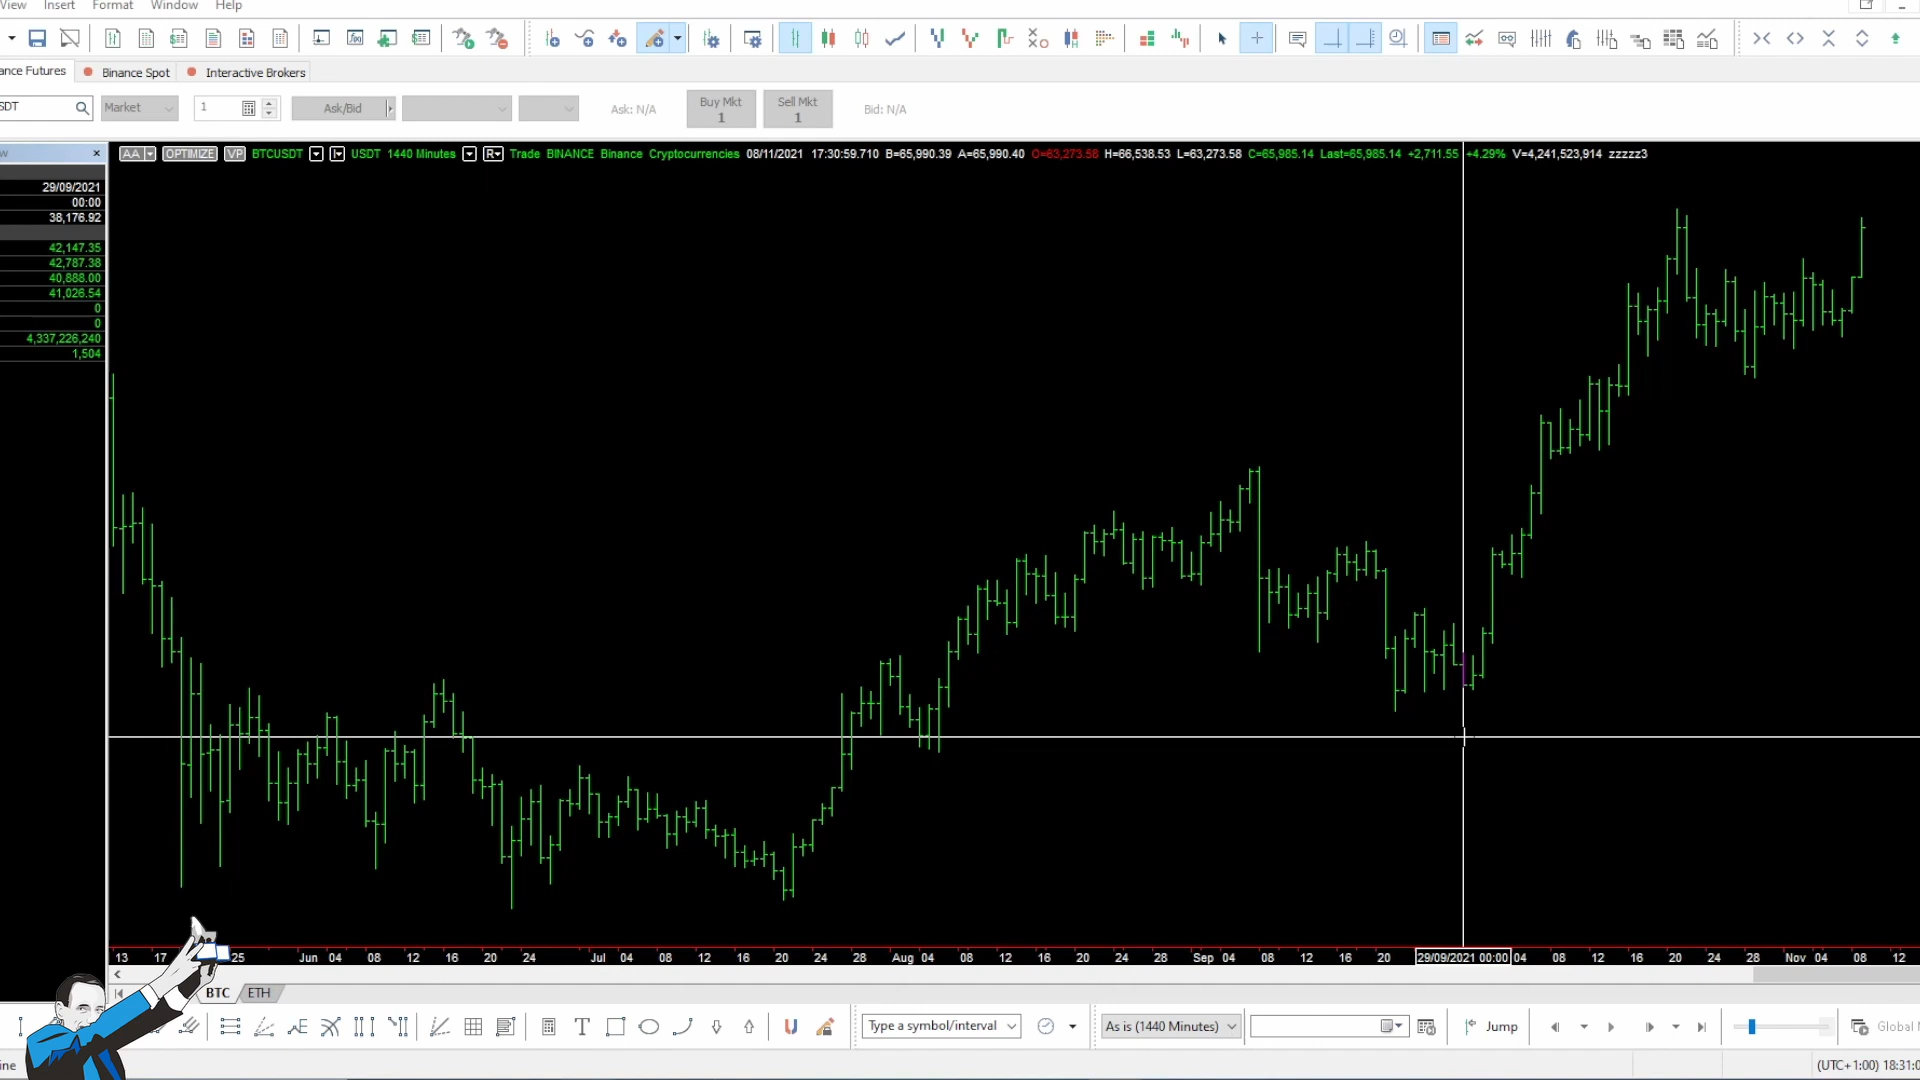 View Insert Format Window Help
ance Futures Binance Spot Interactive Brokers
SDT Market 1 Ask/Bid Ask: N/A Buy Mkt 1 Sell Mkt 1 Bid: N/A
w AA OPTIMIZE VP BTCUSDT USDT 1440 Minutes R Trade BINANCE Binance Cryptocurrencies 08/11/2021 17:30:59.710 B=65,990.39 A=65,990.40 O=63,273.58 H=66,538.53 L=63,273.58 C=65,985.14 Last=65,985.14 +2,711.55 +4.29% V=4,241,523,914 zzzzz3
29/09/2021
00:00
38,176.92
42,147.35
42,787.38
40,888.00
41,026.54
0
0
4,337,226,240
1,504
13 17 25 Jun 04 08 12 16 20 24 Jul 04 08 12 16 20 24 28 Aug 04 08 12 16 20 24 28 Sep 04 08 12 16 20 29/09/2021 00:00 04 08 12 16 20 24 28 Nov 04 08 12
BTC ETH
Type a symbol/interval As is (1440 Minutes) Jump Global
ine (UTC+1:00) 18:31:0